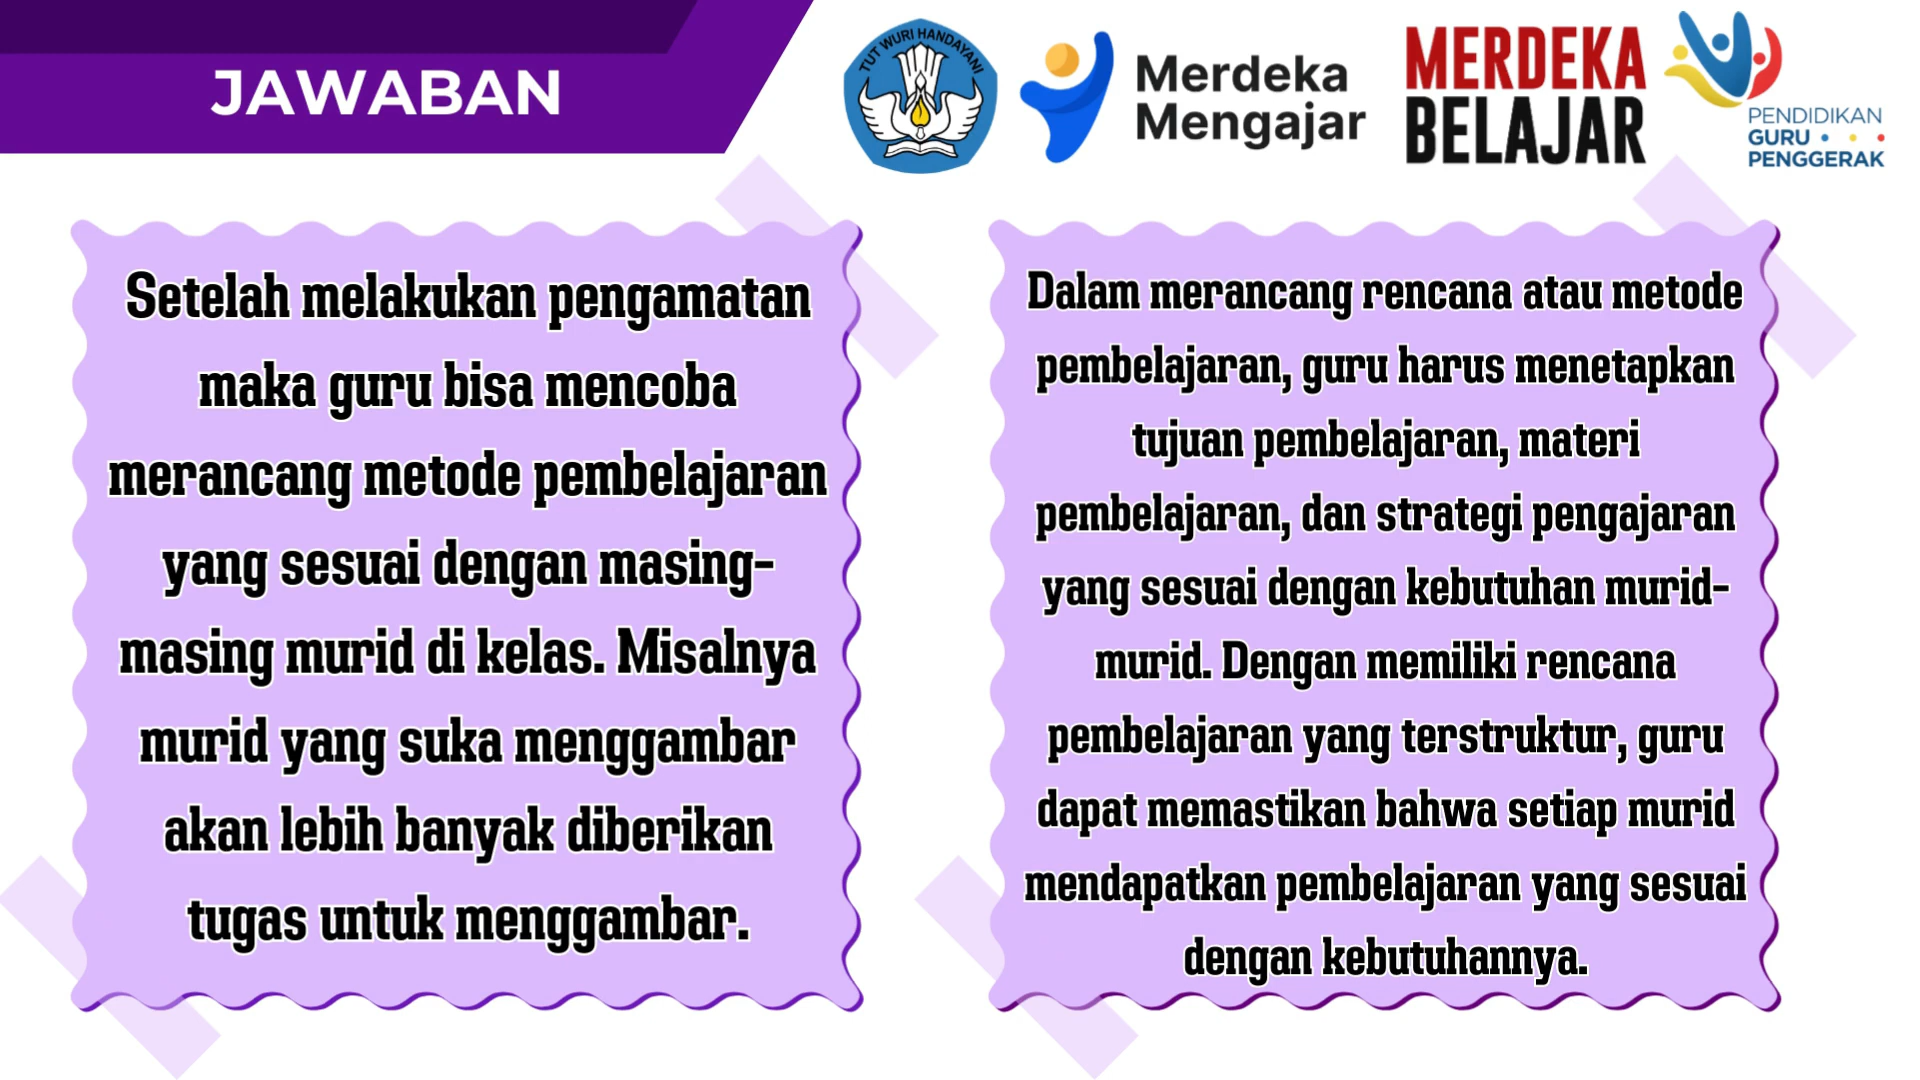 JAWABAN
TUT WURI HANDAYANI
Merdeka
Mengajar
MERDEKA
BELAJAR
PENDIDIKAN
GURU
PENGGERAK
Setelah melakukan pengamatan
maka guru bisa mencoba
merancang metode pembelajaran
yang sesuai dengan masing-
masing murid di kelas. Misalnya
murid yang suka menggambar
akan lebih banyak diberikan
tugas untuk menggambar.
Dalam merancang rencana atau metode
pembelajaran, guru harus menetapkan
tujuan pembelajaran, materi
pembelajaran, dan strategi pengajaran
yang sesuai dengan kebutuhan murid-
murid. Dengan memiliki rencana
pembelajaran yang terstruktur, guru
dapat memastikan bahwa setiap murid
mendapatkan pembelajaran yang sesuai
dengan kebutuhannya.